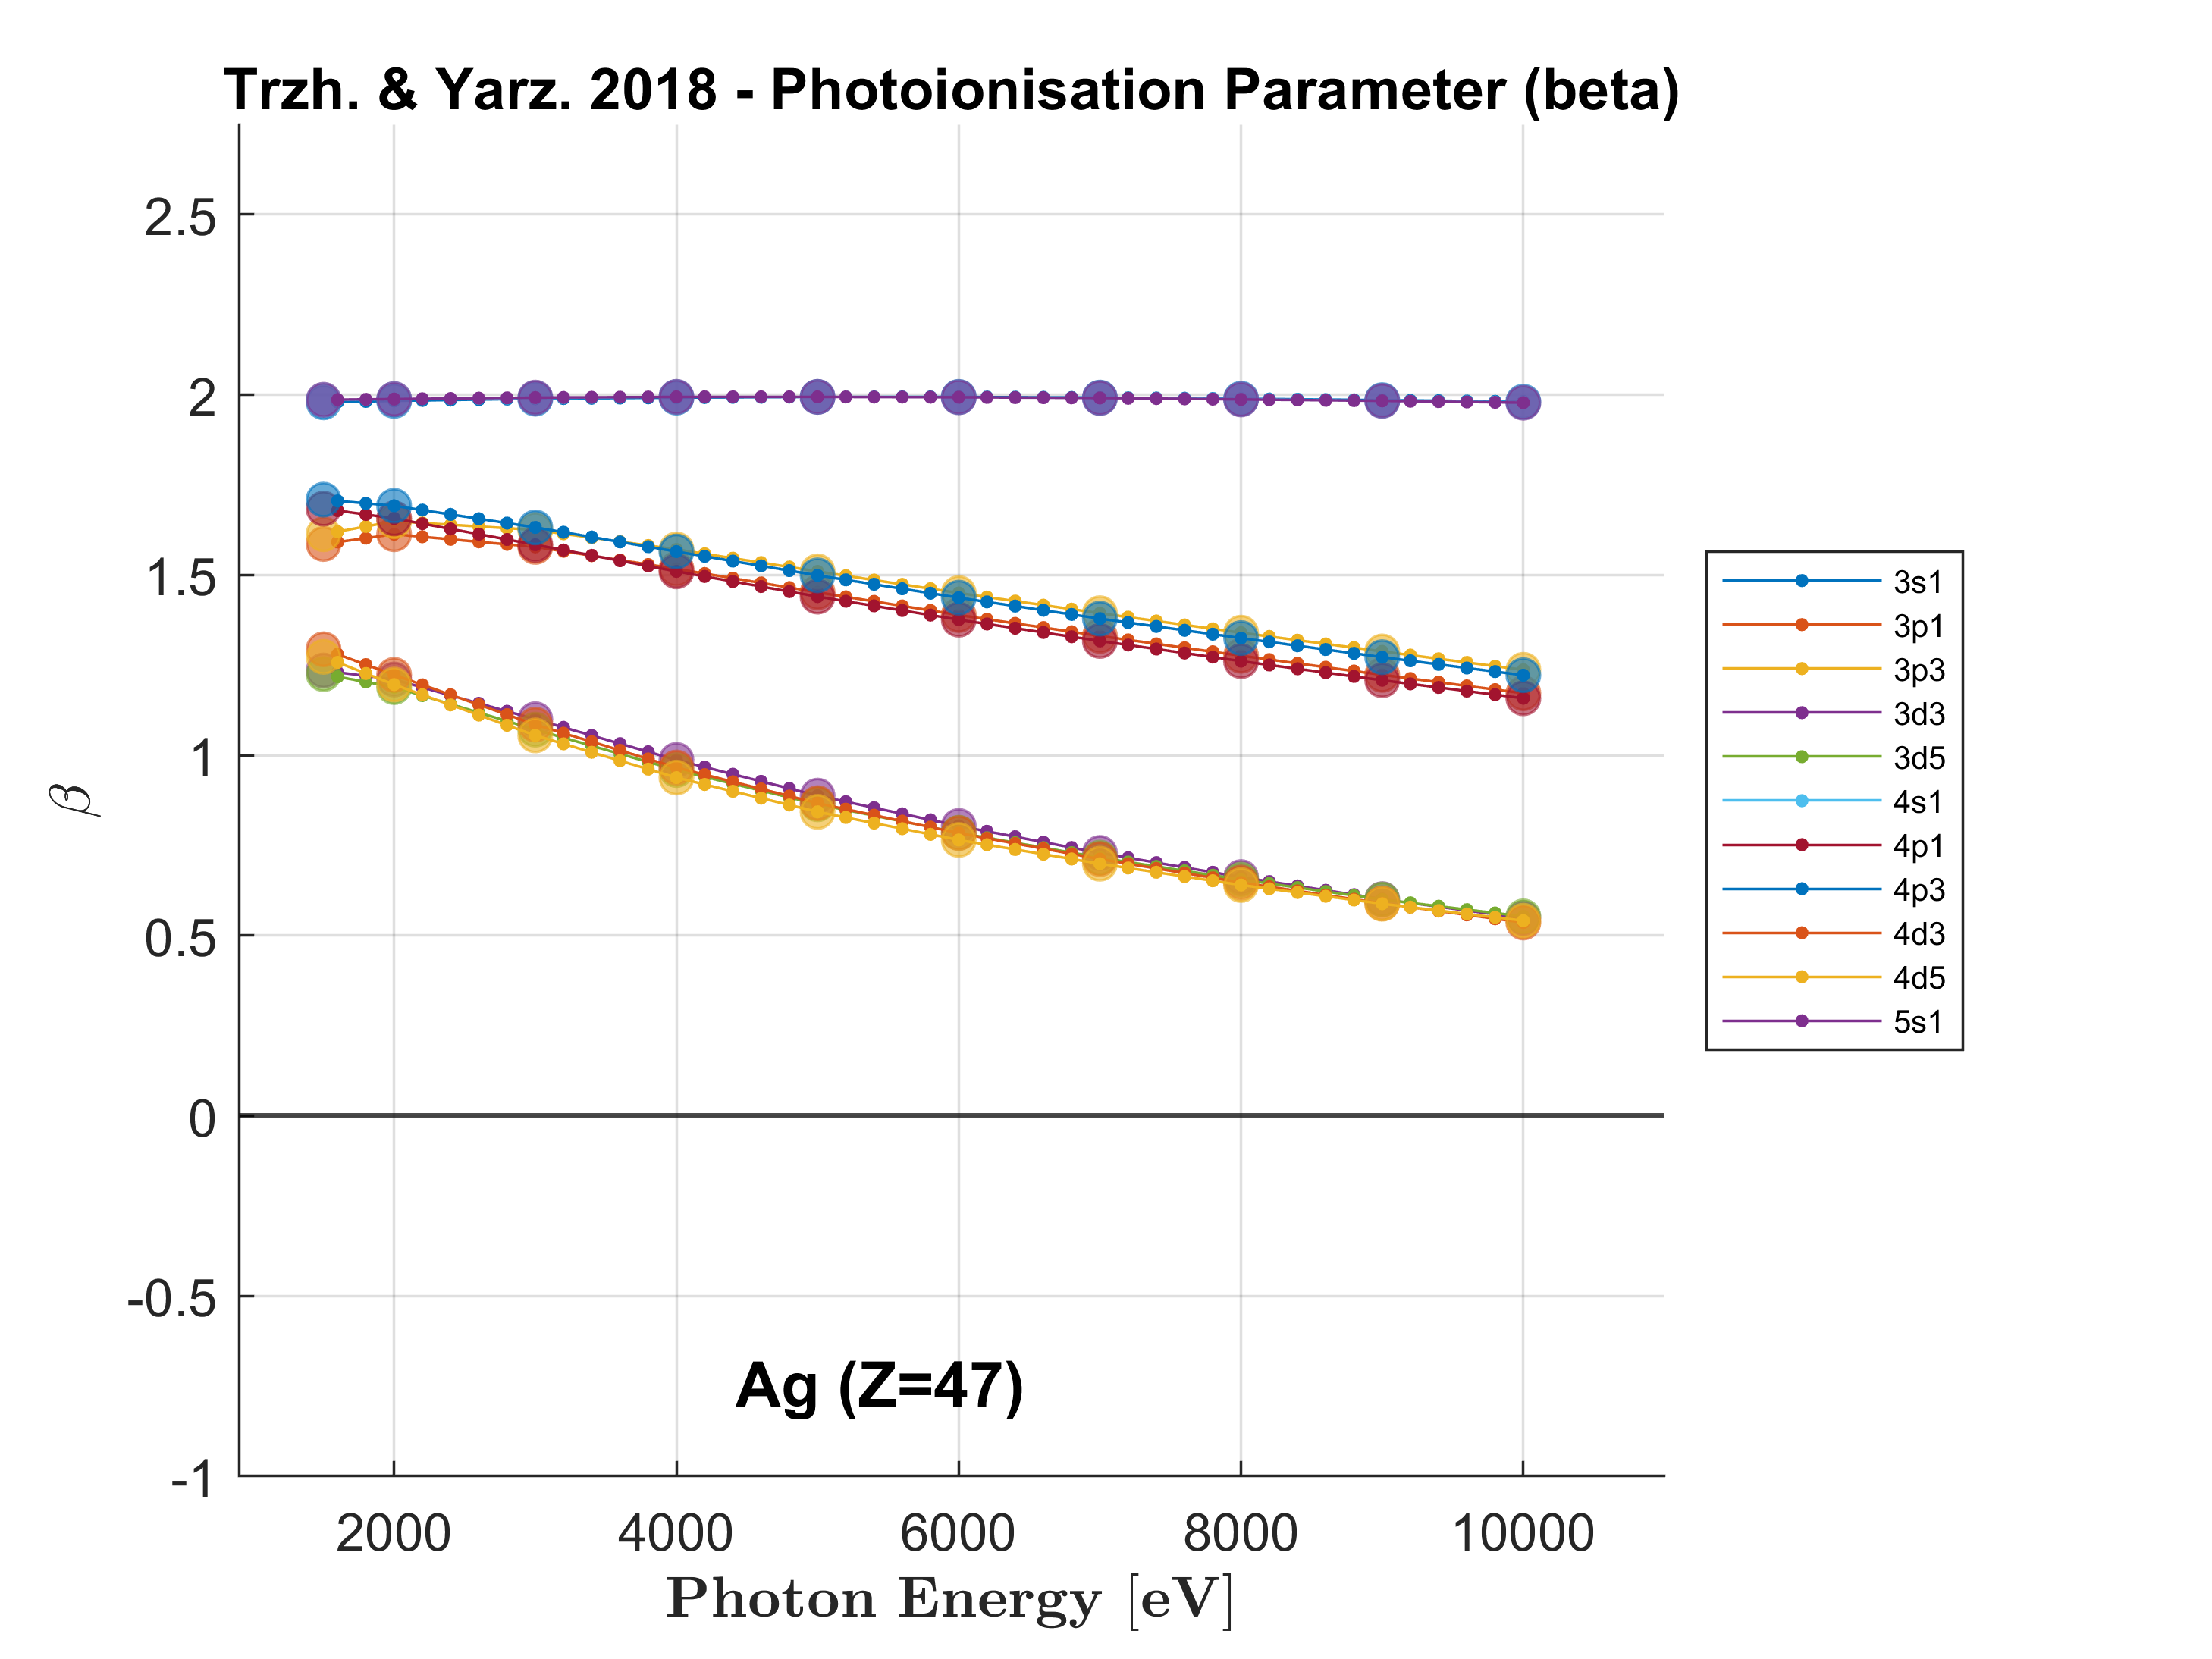 Trzh. & Yarz. 2018 - Photoionisation Parameter (beta)
2.5
2
1.5
1
0.5
0
-0.5
-1
β
2000 4000 6000 8000 10000
Photon Energy [eV]
Ag (Z=47)
3s1
3p1
3p3
3d3
3d5
4s1
4p1
4p3
4d3
4d5
5s1